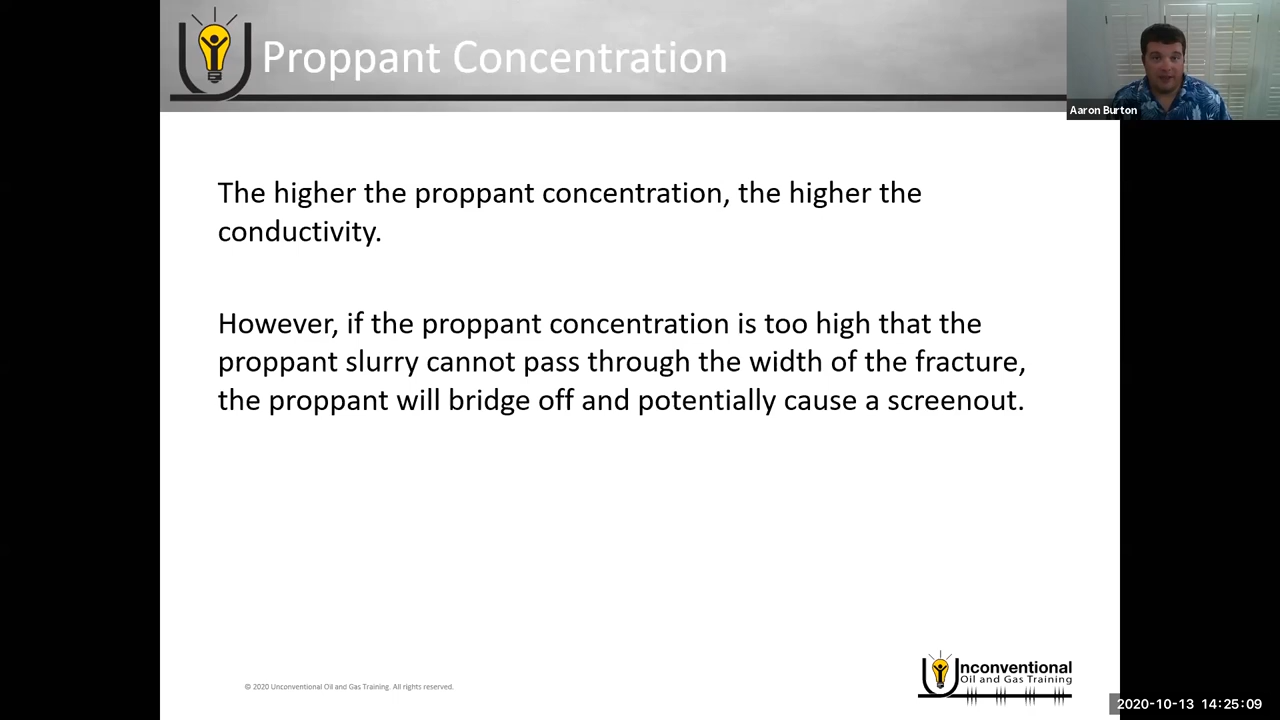 Proppant Concentration
Aaron Burton
The higher the proppant concentration, the higher the
conductivity.
However, if the proppant concentration is too high that the
proppant slurry cannot pass through the width of the fracture,
the proppant will bridge off and potentially cause a screenout.
© 2020 Unconventional Oil and Gas Training. All rights reserved.
Unconventional
Oil and Gas Training
2020-10-13 14:25:09